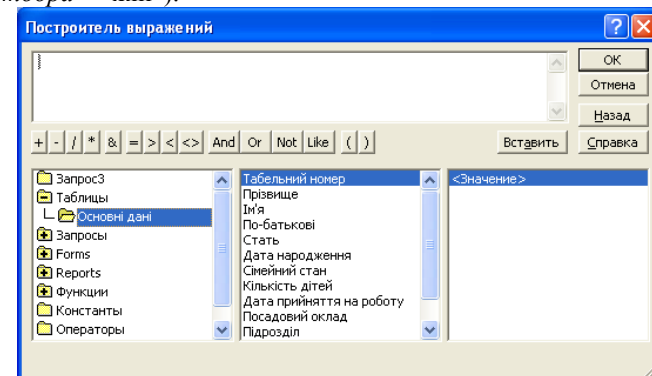 Построитель выражений
ОК
Отмена
Назад
+ - / * & = > < <> And Or Not Like ( ) Вставить Справка
Запрос3
Таблицы
Основні дані
Запросы
Forms
Reports
Функции
Константы
Операторы
Табельний номер
Прізвище
Ім'я
По-батькові
Стать
Дата народження
Сімейний стан
Кількість дітей
Дата прийняття на роботу
Посадовий оклад
Підрозділ
<Значение>